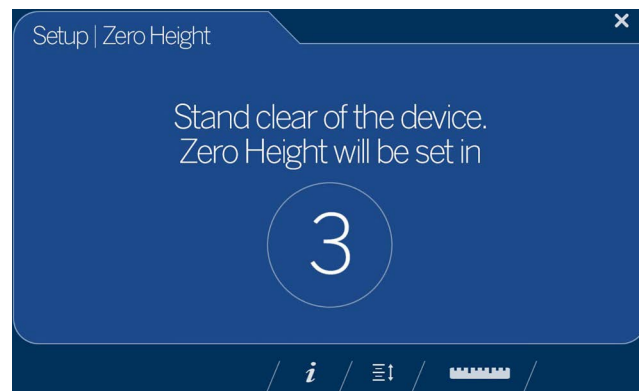 Setup | Zero Height
Stand clear of the device.
Zero Height will be set in
3
i